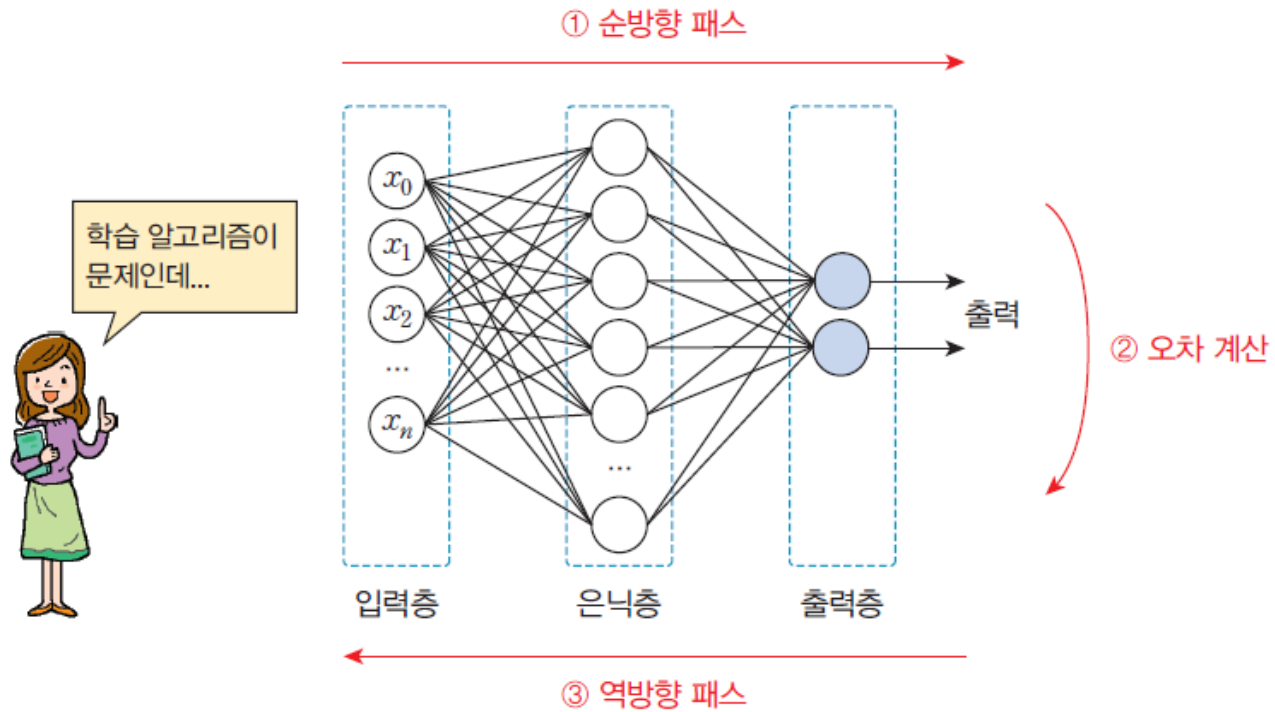 ① 순방향 패스
학습 알고리즘이
문제인데...
x₀
x₁
x₂
...
xₙ
...
출력
② 오차 계산
입력층
은닉층
출력층
③ 역방향 패스